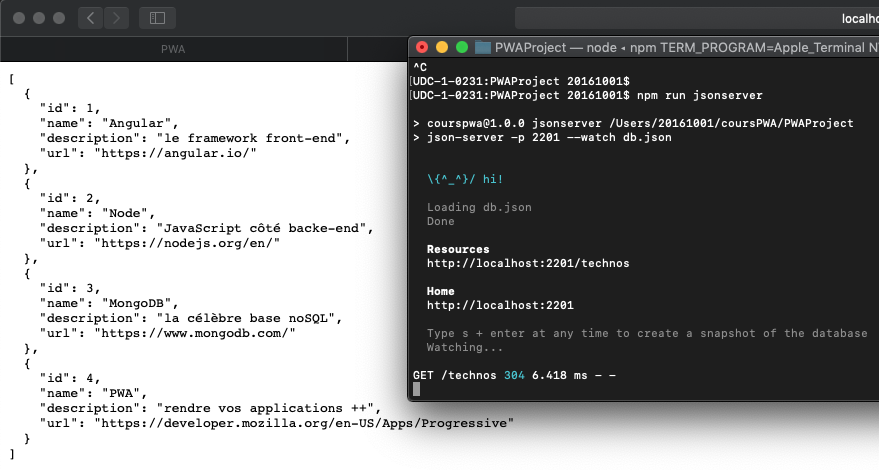 localho
PWA
[
{
"id": 1,
"name": "Angular",
"description": "le framework front-end",
"url": "https://angular.io/"
},
{
"id": 2,
"name": "Node",
"description": "JavaScript côté backe-end",
"url": "https://nodejs.org/en/"
},
{
"id": 3,
"name": "MongoDB",
"description": "la célèbre base noSQL",
"url": "https://www.mongodb.com/"
},
{
"id": 4,
"name": "PWA",
"description": "rendre vos applications ++",
"url": "https://developer.mozilla.org/en-US/Apps/Progressive"
}
]
PWAProject — node ◂ npm TERM_PROGRAM=Apple_Terminal N
^C
[UDC-1-0231:PWAProject 20161001$
[UDC-1-0231:PWAProject 20161001$ npm run jsonserver
> courspwa@1.0.0 jsonserver /Users/20161001/coursPWA/PWAProject
> json-server -p 2201 --watch db.json
\{^_^}/ hi!
Loading db.json
Done
Resources
http://localhost:2201/technos
Home
http://localhost:2201
Type s + enter at any time to create a snapshot of the database
Watching...
GET /technos 304 6.418 ms - -